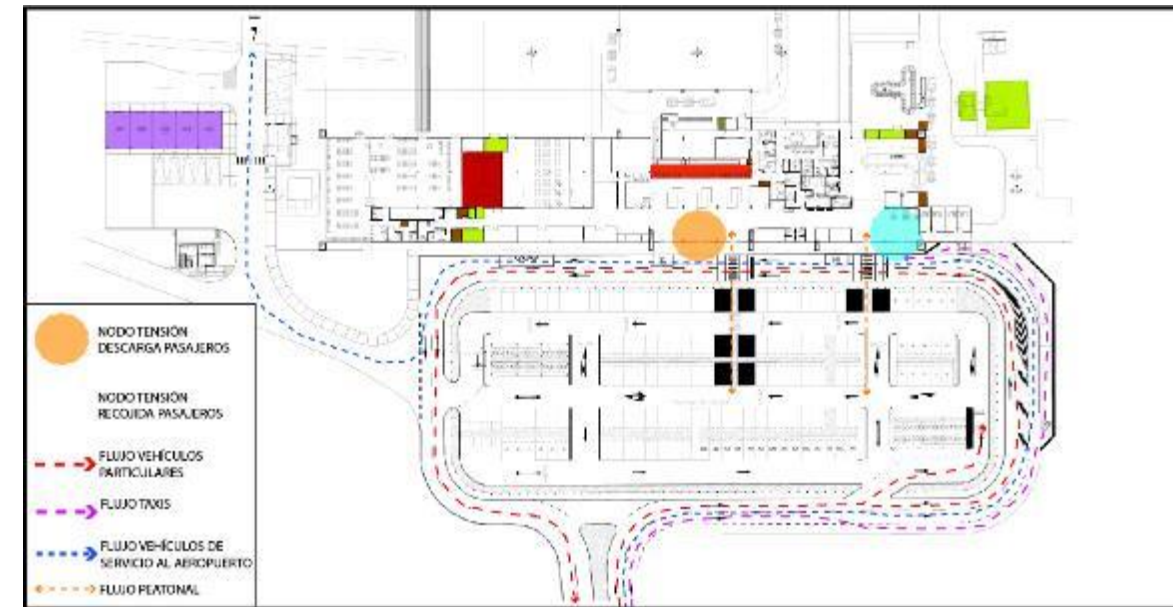 NODO TENSIÓN
DESCARGA PASAJEROS
NODO TENSIÓN
RECOJIDA PASAJEROS
FLUJO VEHÍCULOS
PARTICULARES
FLUJO TAXIS
FLUJO VEHÍCULOS DE
SERVICIO AL AEROPUERTO
FLUJO PEATONAL